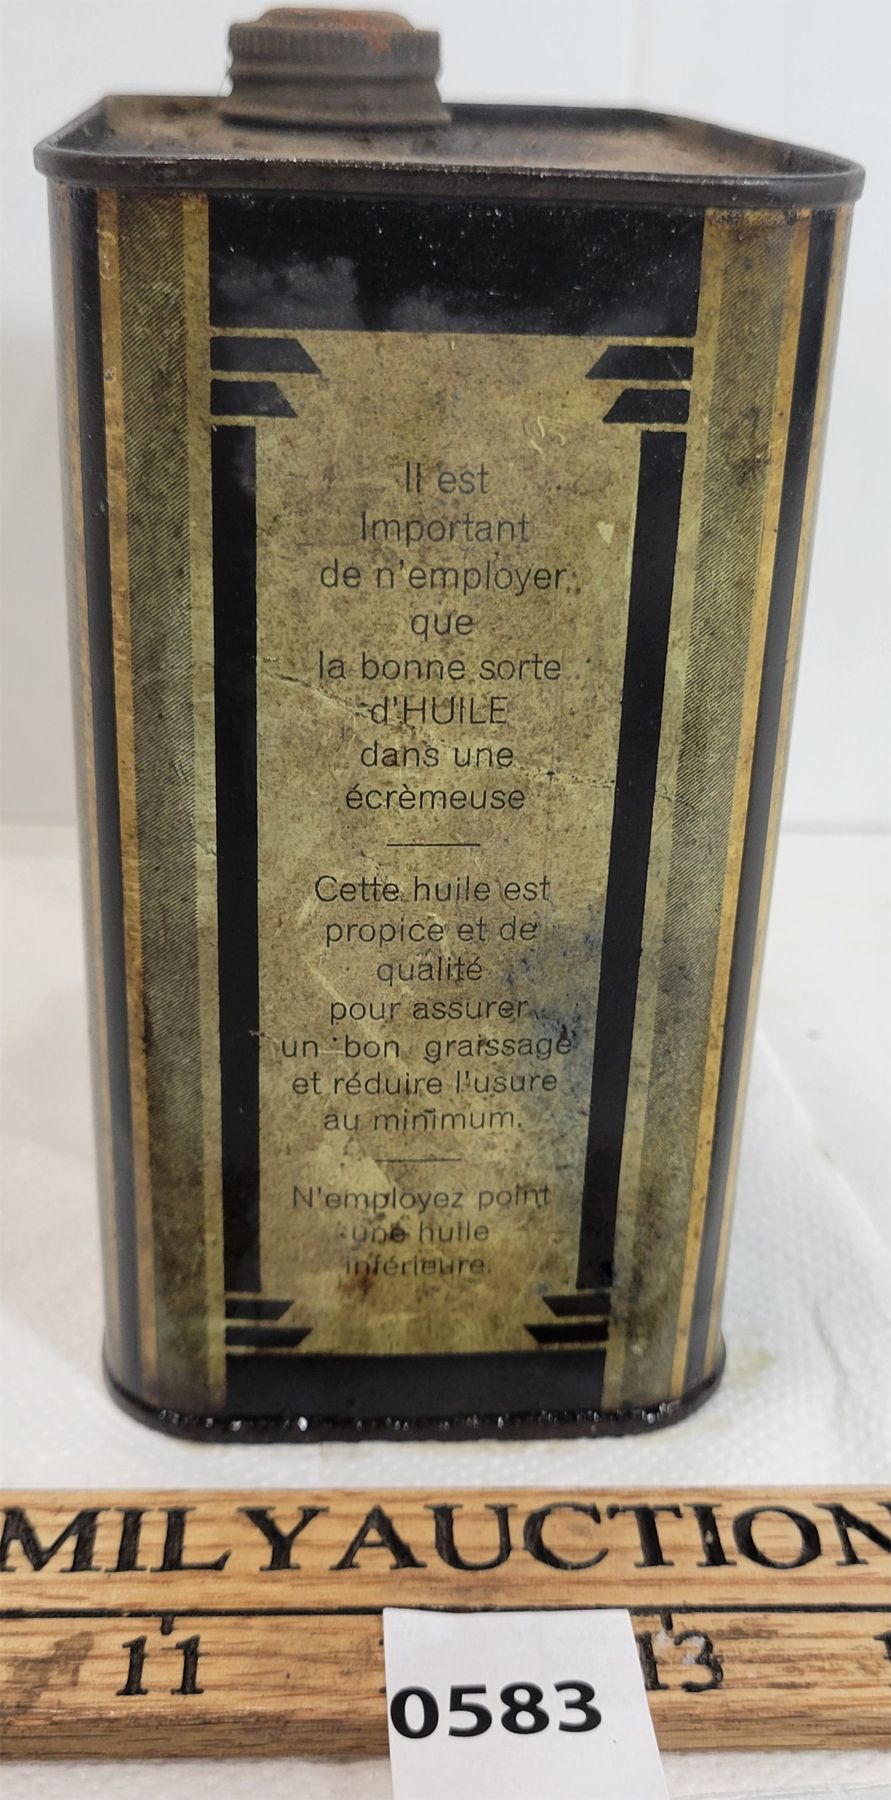 Il est
Important
de n'employer
que
la bonne sorte
d'HUILE
dans une
écrèmeuse
Cette huile est
propice et de
qualité
pour assurer
un bon graissage
et réduire l'usure
au minimum.
N'employez point
une huile
inférieure.
MILYAUCTION
11 13
0583